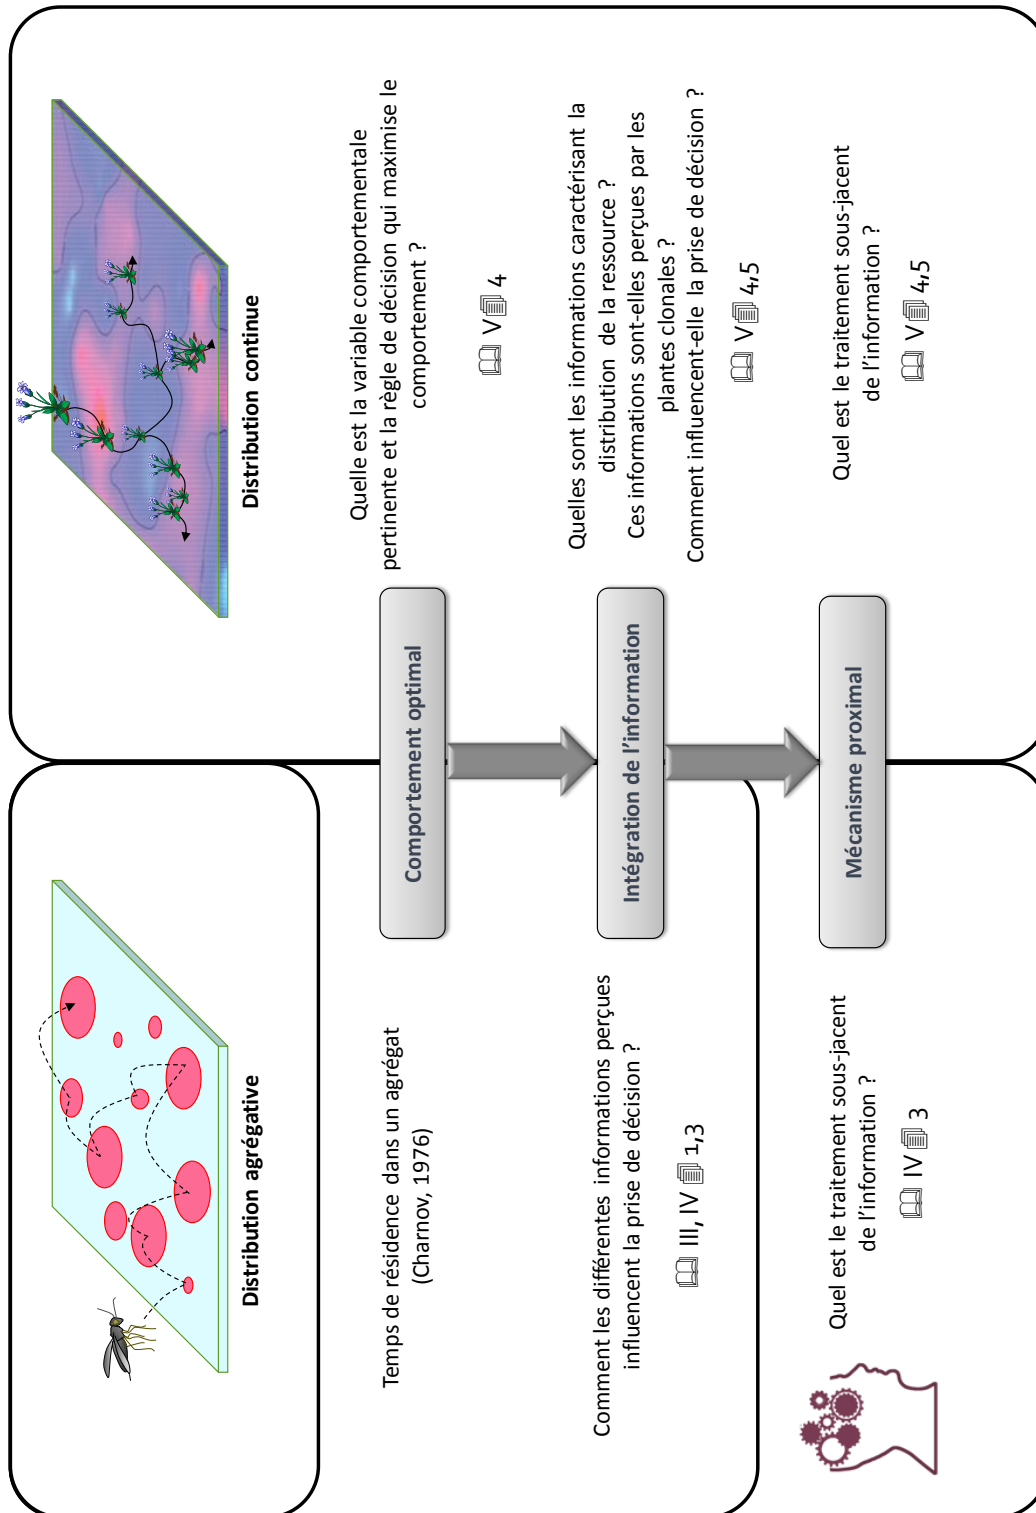 Distribution agrégative
Distribution continue
Temps de résidence dans un agrégat
(Charnov, 1976)
Comportement optimal
Quelle est la variable comportementale
pertinente et la règle de décision qui maximise le
comportement ?
V 4
Comment les différentes informations perçues
influencent la prise de décision ?
III, IV 1,3
Intégration de l’information
Quelles sont les informations caractérisant la
distribution de la ressource ?
Ces informations sont-elles perçues par les
plantes clonales ?
Comment influencent-elle la prise de décision ?
V 4,5
Quel est le traitement sous-jacent
de l’information ?
IV 3
Mécanisme proximal
Quel est le traitement sous-jacent
de l’information ?
V 4,5